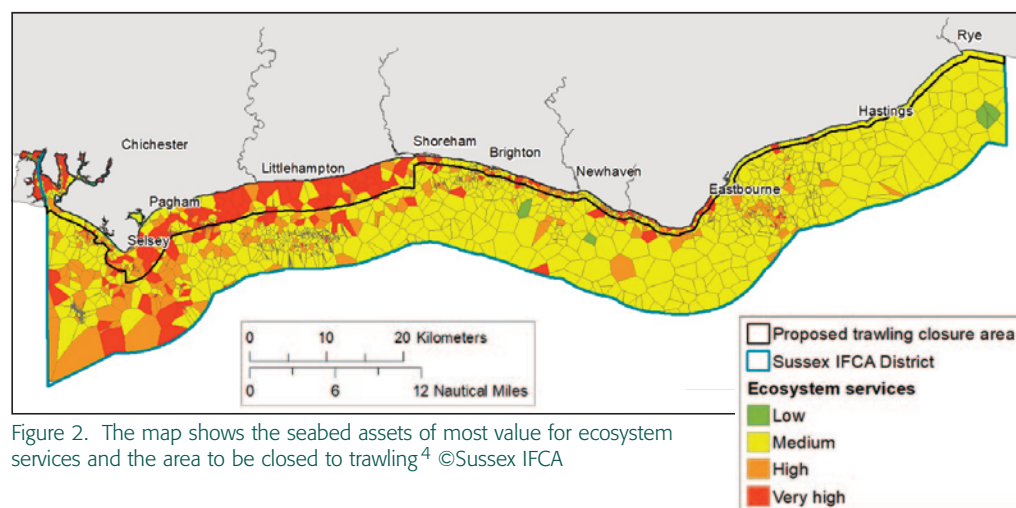 Rye
Hastings
Chichester
Shoreham
Brighton
Littlehampton
Newhaven
Eastbourne
Pagham
Selsey
0 10 20 Kilometers
0 6 12 Nautical Miles
Proposed trawling closure area
Sussex IFCA District
Ecosystem services
Low
Medium
High
Very high
Figure 2. The map shows the seabed assets of most value for ecosystem
services and the area to be closed to trawling 4 ©Sussex IFCA